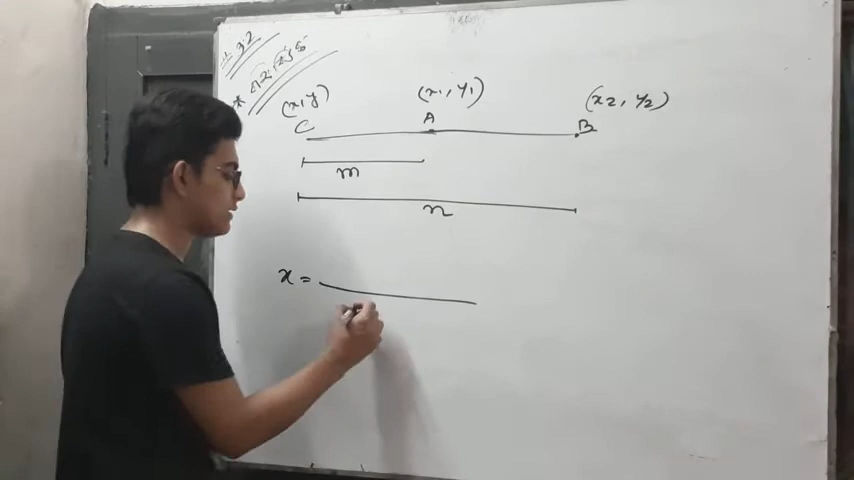 (x, y)
(x1, y1)
(x2, y2)
C
A
B
m
n
x =